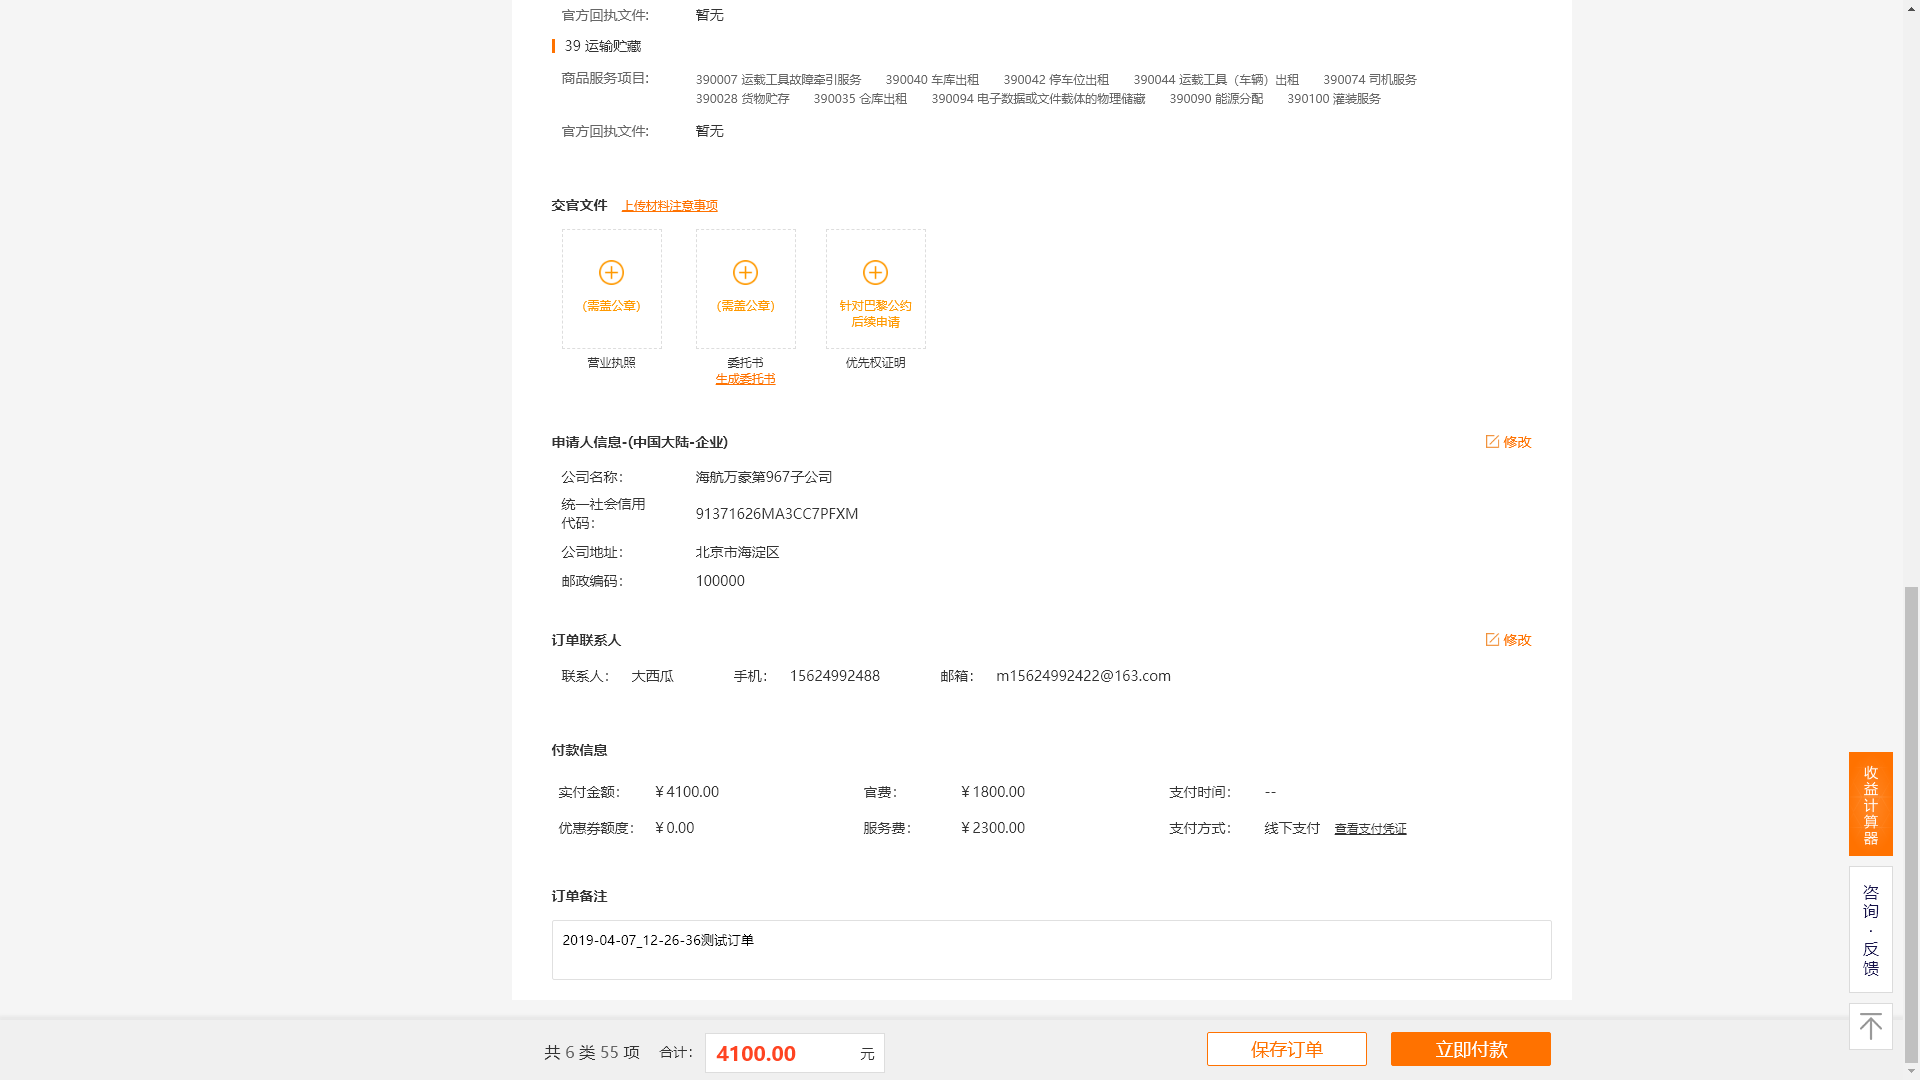 官方回执文件: 暂无
39 运输贮藏
商品服务项目: 390007 运载工具故障牵引服务 390040 车库出租 390042 停车位出租 390044 运载工具（车辆）出租 390074 司机服务
390028 货物贮存 390035 仓库出租 390094 电子数据或文件载体的物理储藏 390090 能源分配 390100 灌装服务
官方回执文件: 暂无
交官文件 上传材料注意事项
(需盖公章) (需盖公章) 针对巴黎公约
后续申请
营业执照 委托书 优先权证明
生成委托书
申请人信息-(中国大陆-企业) 修改
公司名称: 海航万豪第967子公司
统一社会信用
代码: 91371626MA3CC7PFXM
公司地址: 北京市海淀区
邮政编码: 100000
订单联系人 修改
联系人: 大西瓜 手机: 15624992488 邮箱: m15624992422@163.com
付款信息
实付金额: ￥4100.00 官费: ￥1800.00 支付时间: --
优惠券额度: ￥0.00 服务费: ￥2300.00 支付方式: 线下支付 查看支付凭证
订单备注
2019-04-07_12-26-36测试订单
共 6 类 55 项 合计: 4100.00 元 保存订单 立即付款
收益计算器
咨询·反馈